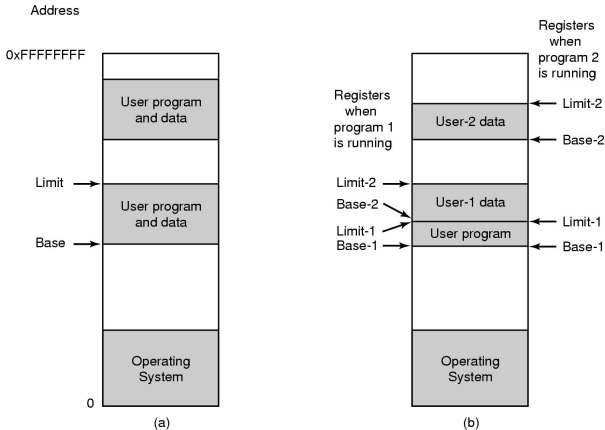 Address
0xFFFFFFFF
User program
and data
Limit
User program
and data
Base
Operating
System
0
(a)
Registers
when
program 2
is running
Registers
when
program 1
is running
Limit-2
User-2 data
Base-2
Limit-2
Base-2
User-1 data
Limit-1
Limit-1
User program
Base-1
Base-1
Operating
System
(b)